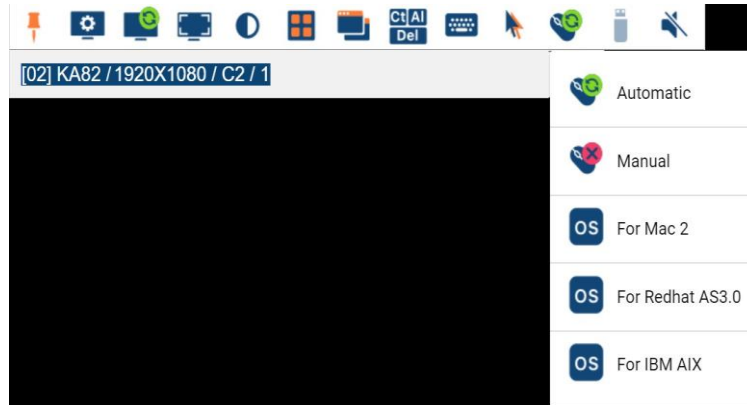 Ct Al
Del
[02] KA82 / 1920X1080 / C2 / 1
Automatic
Manual
OS For Mac 2
OS For Redhat AS3.0
OS For IBM AIX